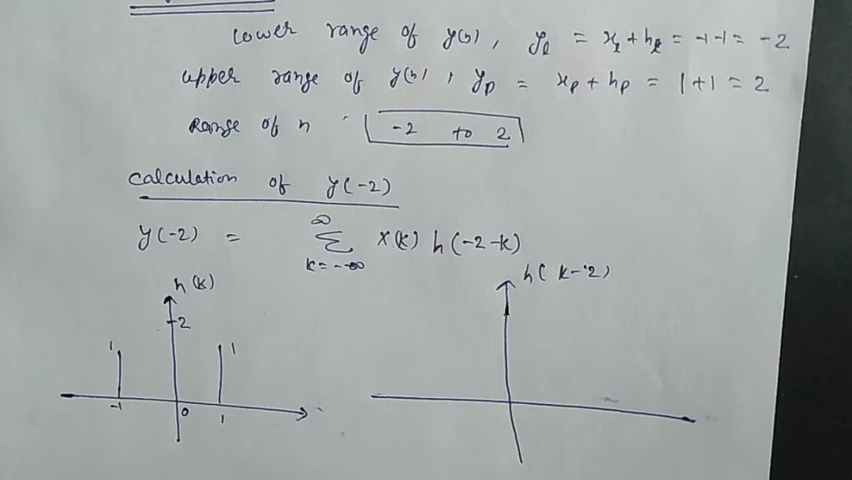 Lower range of y(n), yl = xl + hl = -1-1 = -2
upper range of y(n), yp = xp + hp = 1+1 = 2
Range of n -2 to 2
calculation of y(-2)
y(-2) = ∞ Σ k=-∞ x(k) h(-2-k)
h(k)
2
1 1
-1 0 1
h(k-2)